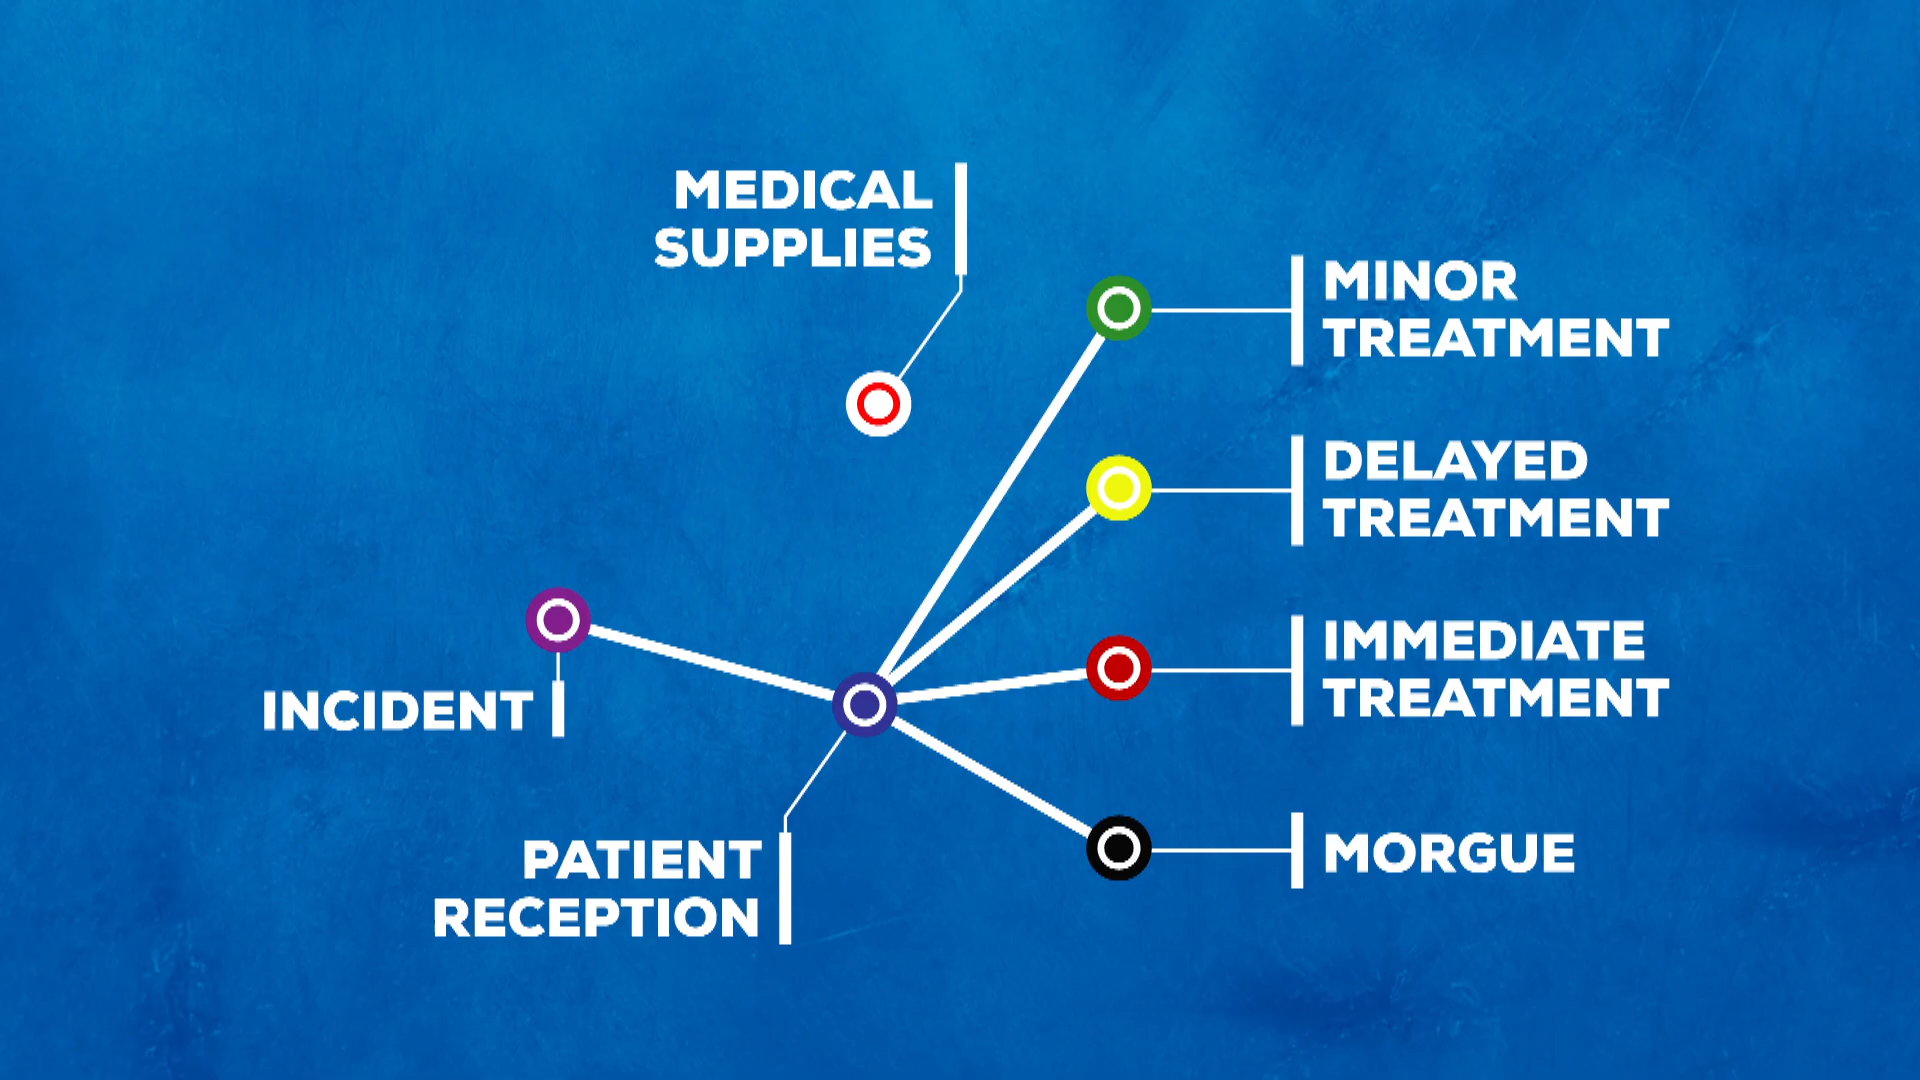 MEDICAL
SUPPLIES
MINOR
TREATMENT
DELAYED
TREATMENT
IMMEDIATE
TREATMENT
INCIDENT
PATIENT
RECEPTION
MORGUE